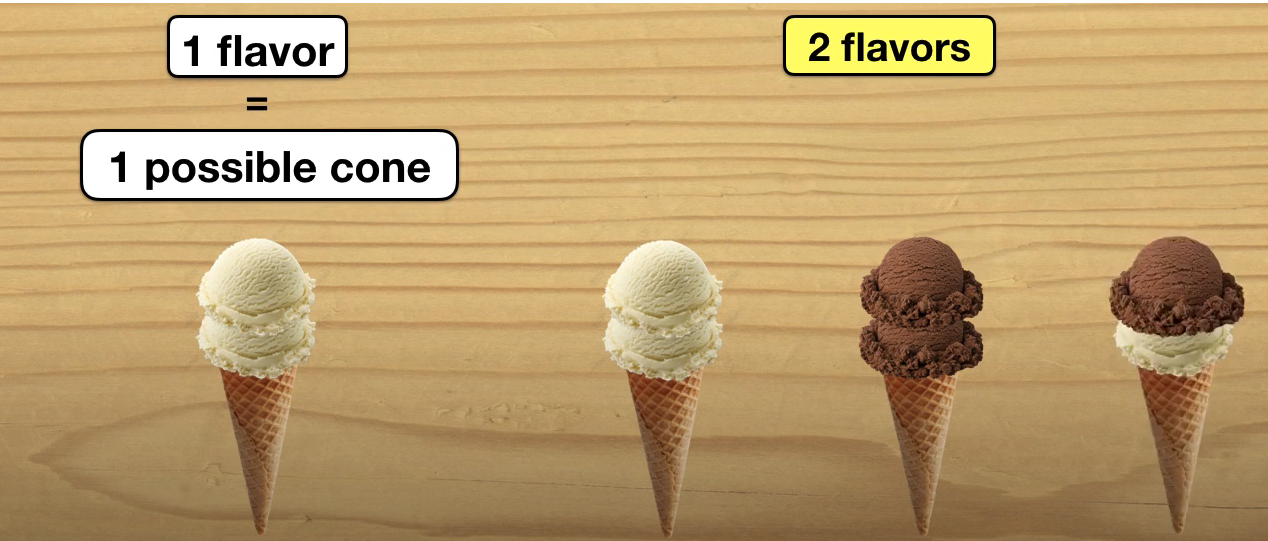 1 flavor
=
1 possible cone
2 flavors